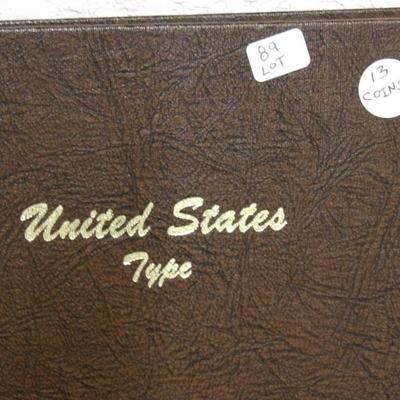 89
LOT
13
COINS
United States
Type